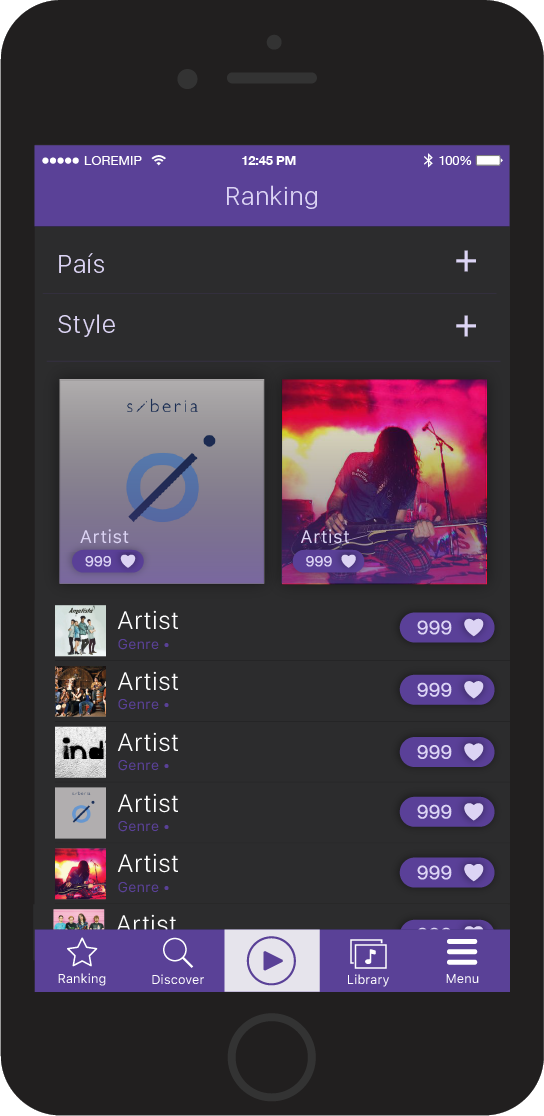 LOREMIP 12:45 PM 100%
Ranking
País
Style
s/beria
Artist
999
Artist
999
Artist
Genre •
999
Artist
Genre •
999
ind
Artist
Genre •
999
Artist
Genre •
999
Artist
Genre •
999
Artist
999
Ranking
Discover
Library
Menu